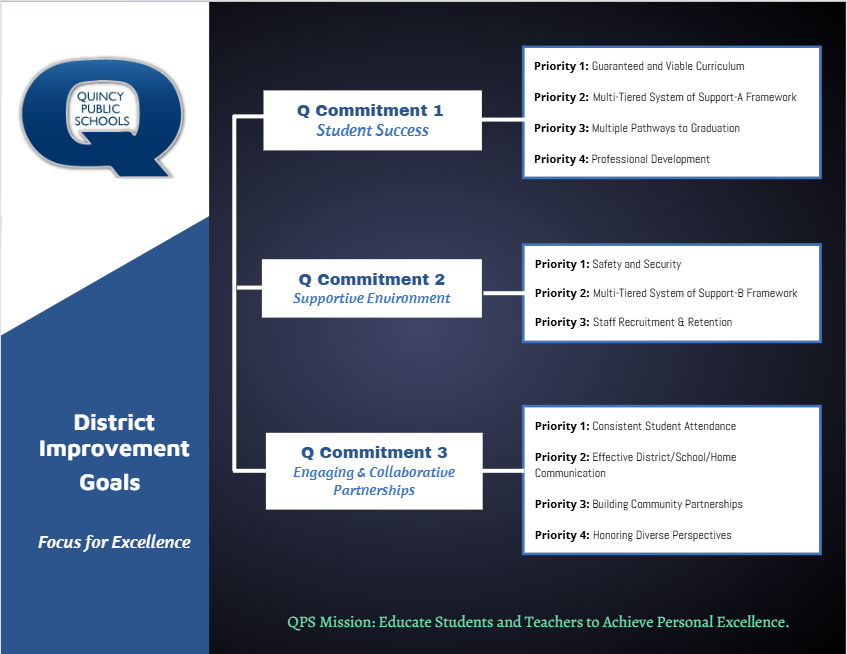 QUINCY
PUBLIC
SCHOOLS
District
Improvement
Goals
Focus for Excellence
Q Commitment 1
Student Success
Priority 1: Guaranteed and Viable Curriculum
Priority 2: Multi-Tiered System of Support-A Framework
Priority 3: Multiple Pathways to Graduation
Priority 4: Professional Development
Q Commitment 2
Supportive Environment
Priority 1: Safety and Security
Priority 2: Multi-Tiered System of Support-B Framework
Priority 3: Staff Recruitment & Retention
Q Commitment 3
Engaging & Collaborative
Partnerships
Priority 1: Consistent Student Attendance
Priority 2: Effective District/School/Home
Communication
Priority 3: Building Community Partnerships
Priority 4: Honoring Diverse Perspectives
QPS Mission: Educate Students and Teachers to Achieve Personal Excellence.